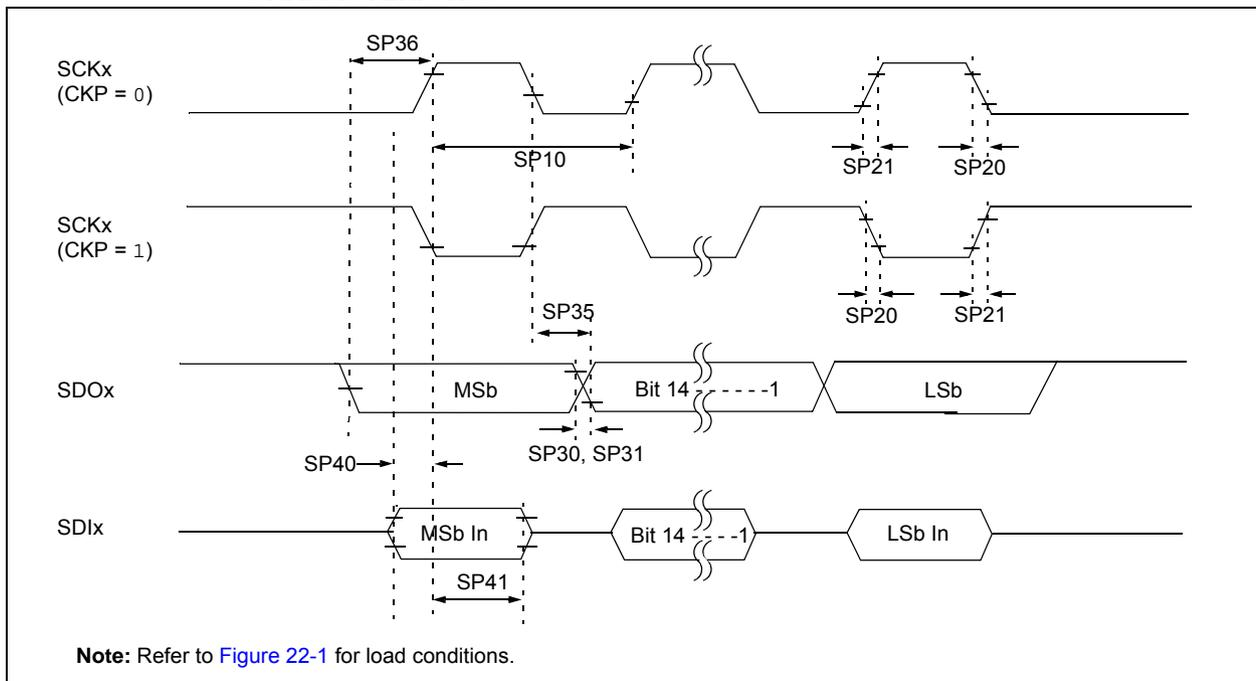 SP36
SCKx
(CKP = 0)
SP10
SP21
SP20
SCKx
(CKP = 1)
SP35
SP20
SP21
SDOx
MSb
Bit 14 - - - - - -1
LSb
SP40
SP30, SP31
SDIx
MSb In
Bit 14 - - - - -1
LSb In
SP41
Note: Refer to Figure 22-1 for load conditions.